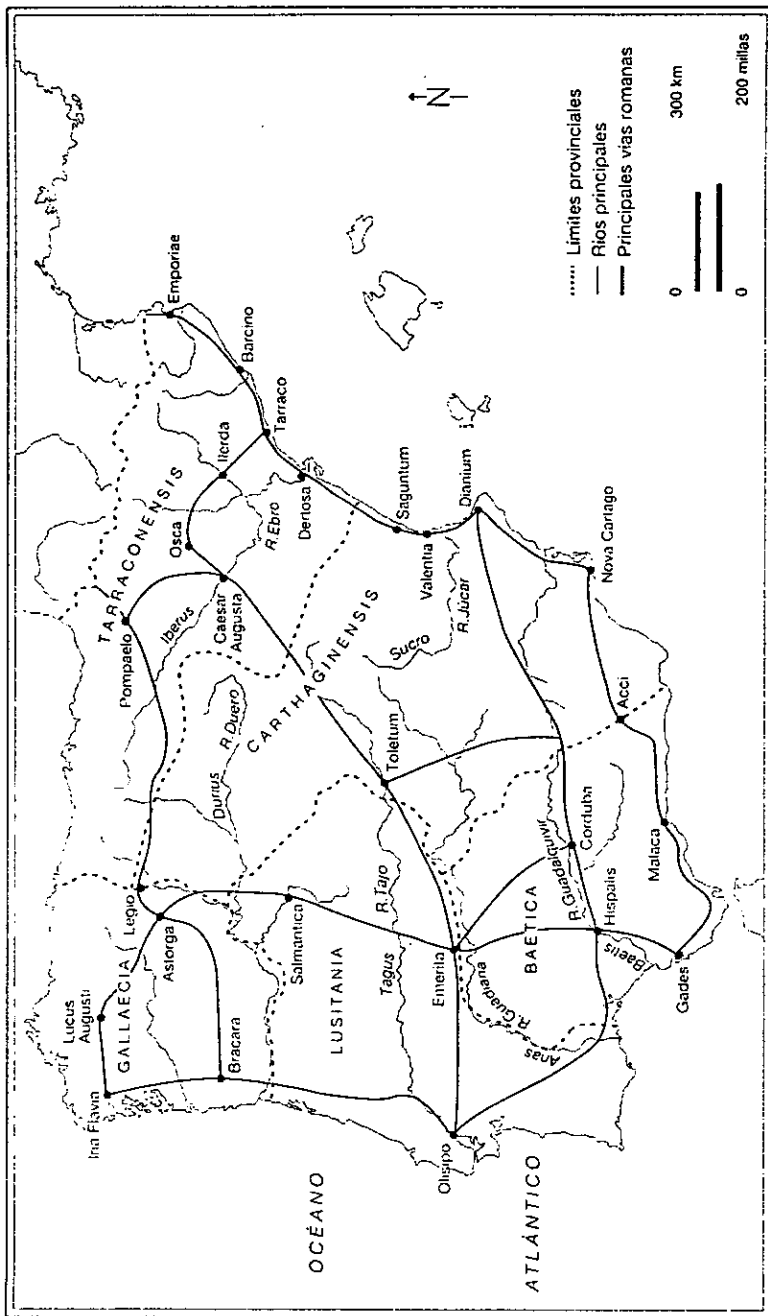 Iria Flavia
Lucus
Augusti
GALLAECIA
Bracara
Astorga
Legio
Pompaelo
TARRACONENSIS
Osca
Ilerda
Emporiae
Barcino
Tarraco
Iberus
R. Ebro
Caesar
Augusta
Dertosa
Durius
R. Duero
CARTHAGINENSIS
Salmantica
OCÉANO
LUSITANIA
Tagus
R. Tajo
Toletum
Sucro
R. Júcar
Saguntum
Valentia
Dianium
Olisipo
Emerita
R. Guadiana
Anas
BAETICA
R. Guadalquivir
Corduba
Hispalis
Baetis
ATLÁNTICO
Gades
Malaca
Acci
Nova Cartago
N
Límites provinciales
Ríos principales
Principales vías romanas
0
300 km
0
200 millas